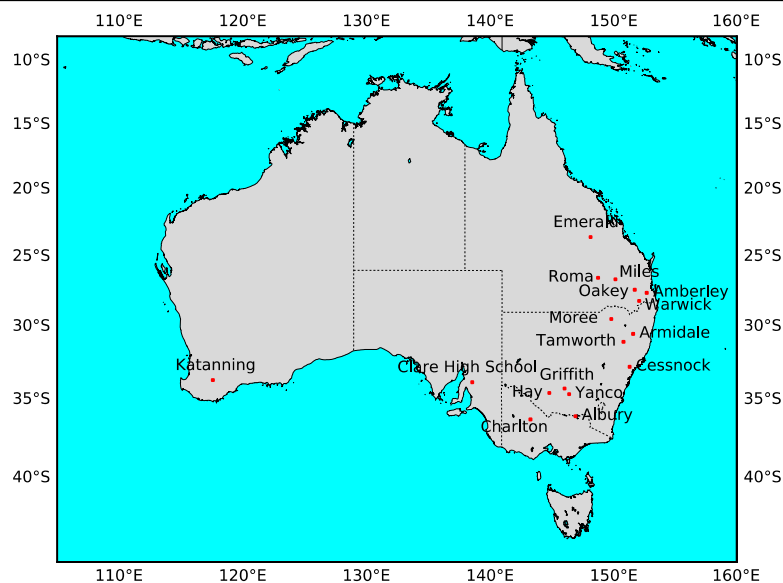 110°E 120°E 130°E 140°E 150°E 160°E
10°S 10°S
15°S 15°S
20°S 20°S
Emerald
25°S 25°S
Roma Miles
Oakey Amberley
Warwick
Moree
30°S 30°S
Tamworth Armidale
Katanning Clare High School Cessnock
Griffith
Hay Yanco
35°S 35°S
Charlton Albury
40°S 40°S
110°E 120°E 130°E 140°E 150°E 160°E